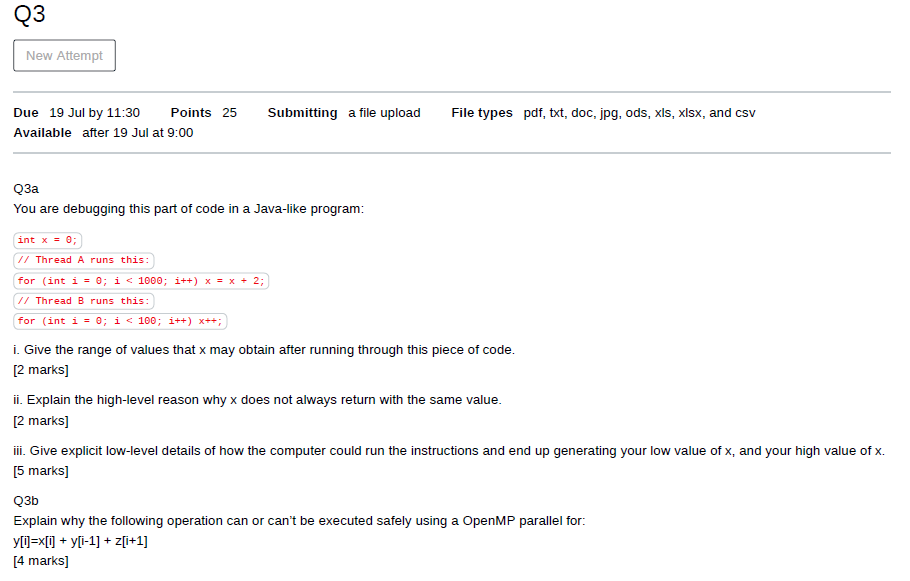 Q3
New Attempt
Due 19 Jul by 11:30 Points 25 Submitting a file upload File types pdf, txt, doc, jpg, ods, xls, xlsx, and csv
Available after 19 Jul at 9:00
Q3a
You are debugging this part of code in a Java-like program:
int x = 0;
// Thread A runs this:
for (int i = 0; i < 1000; i++) x = x + 2;
// Thread B runs this:
for (int i = 0; i < 100; i++) x++;
i. Give the range of values that x may obtain after running through this piece of code.
[2 marks]
ii. Explain the high-level reason why x does not always return with the same value.
[2 marks]
iii. Give explicit low-level details of how the computer could run the instructions and end up generating your low value of x, and your high value of x.
[5 marks]
Q3b
Explain why the following operation can or can't be executed safely using a OpenMP parallel for:
y[i]=x[i] + y[i-1] + z[i+1]
[4 marks]